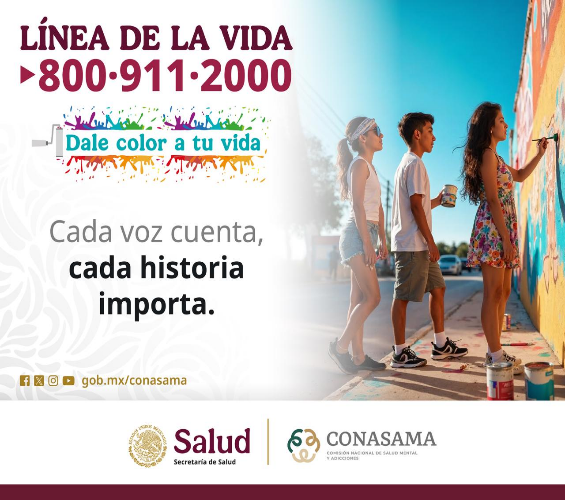 LÍNEA DE LA VIDA
800·911·2000
Dale color a tu vida
Cada voz cuenta,
cada historia
importa.
gob.mx/conasama
Salud
Secretaría de Salud
CONASAMA
COMISIÓN NACIONAL DE SALUD MENTAL
Y ADICCIONES